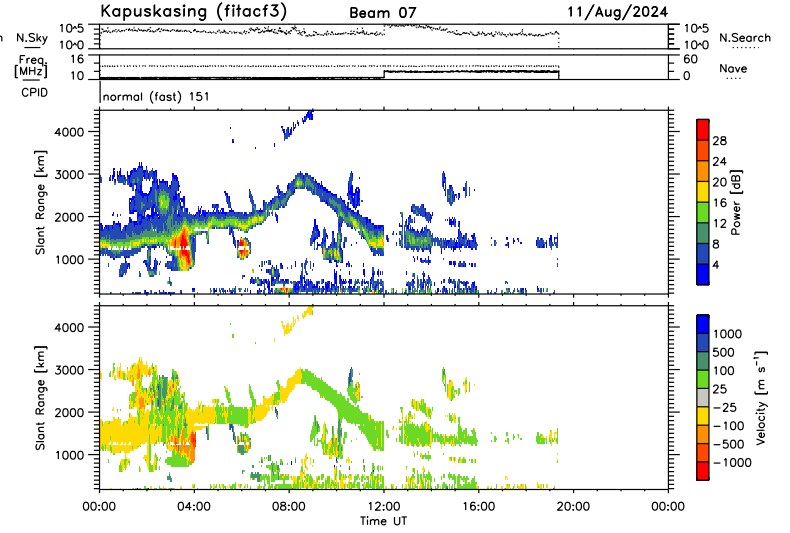 Kapuskasing (fitacf3) Beam 07 11/Aug/2024
N.Sky 10^5 10^5 N.Search
10^0 10^0
Freq. 16 60
[MHz] 10 0 Nave
CPID normal (fast) 151
Slant Range [km]
4000
3000
2000
1000
28
24
20
16
12
8
4
Power [dB]
Slant Range [km]
4000
3000
2000
1000
1000
500
100
25
−25
−100
−500
−1000
Velocity [m s⁻¹]
00:00 04:00 08:00 12:00 16:00 20:00 00:00
Time UT